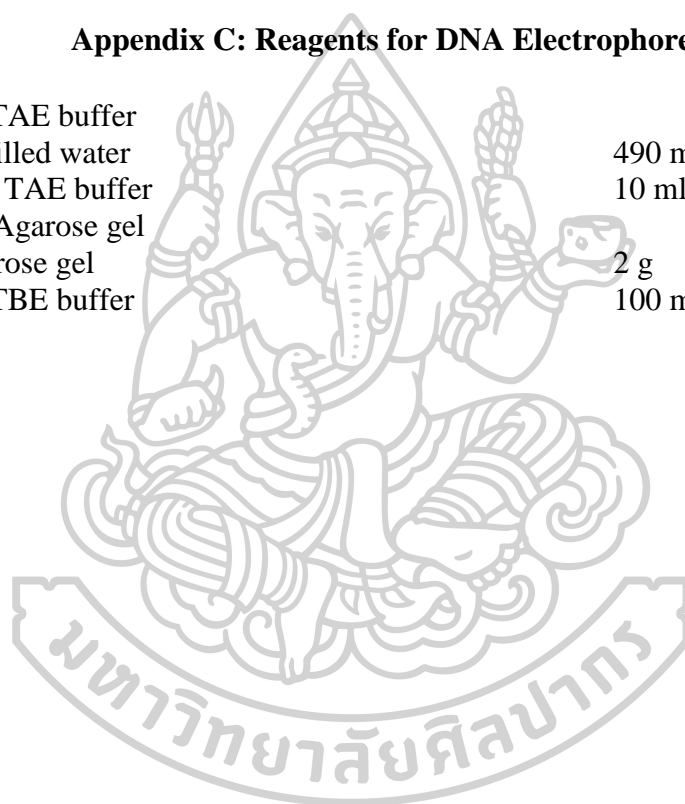 Appendix C: Reagents for DNA Electrophore
TAE buffer
illed water 490 m
TAE buffer 10 ml
Agarose gel
rose gel 2 g
TBE buffer 100 m
มหาวิทยาลัยศิลปากร